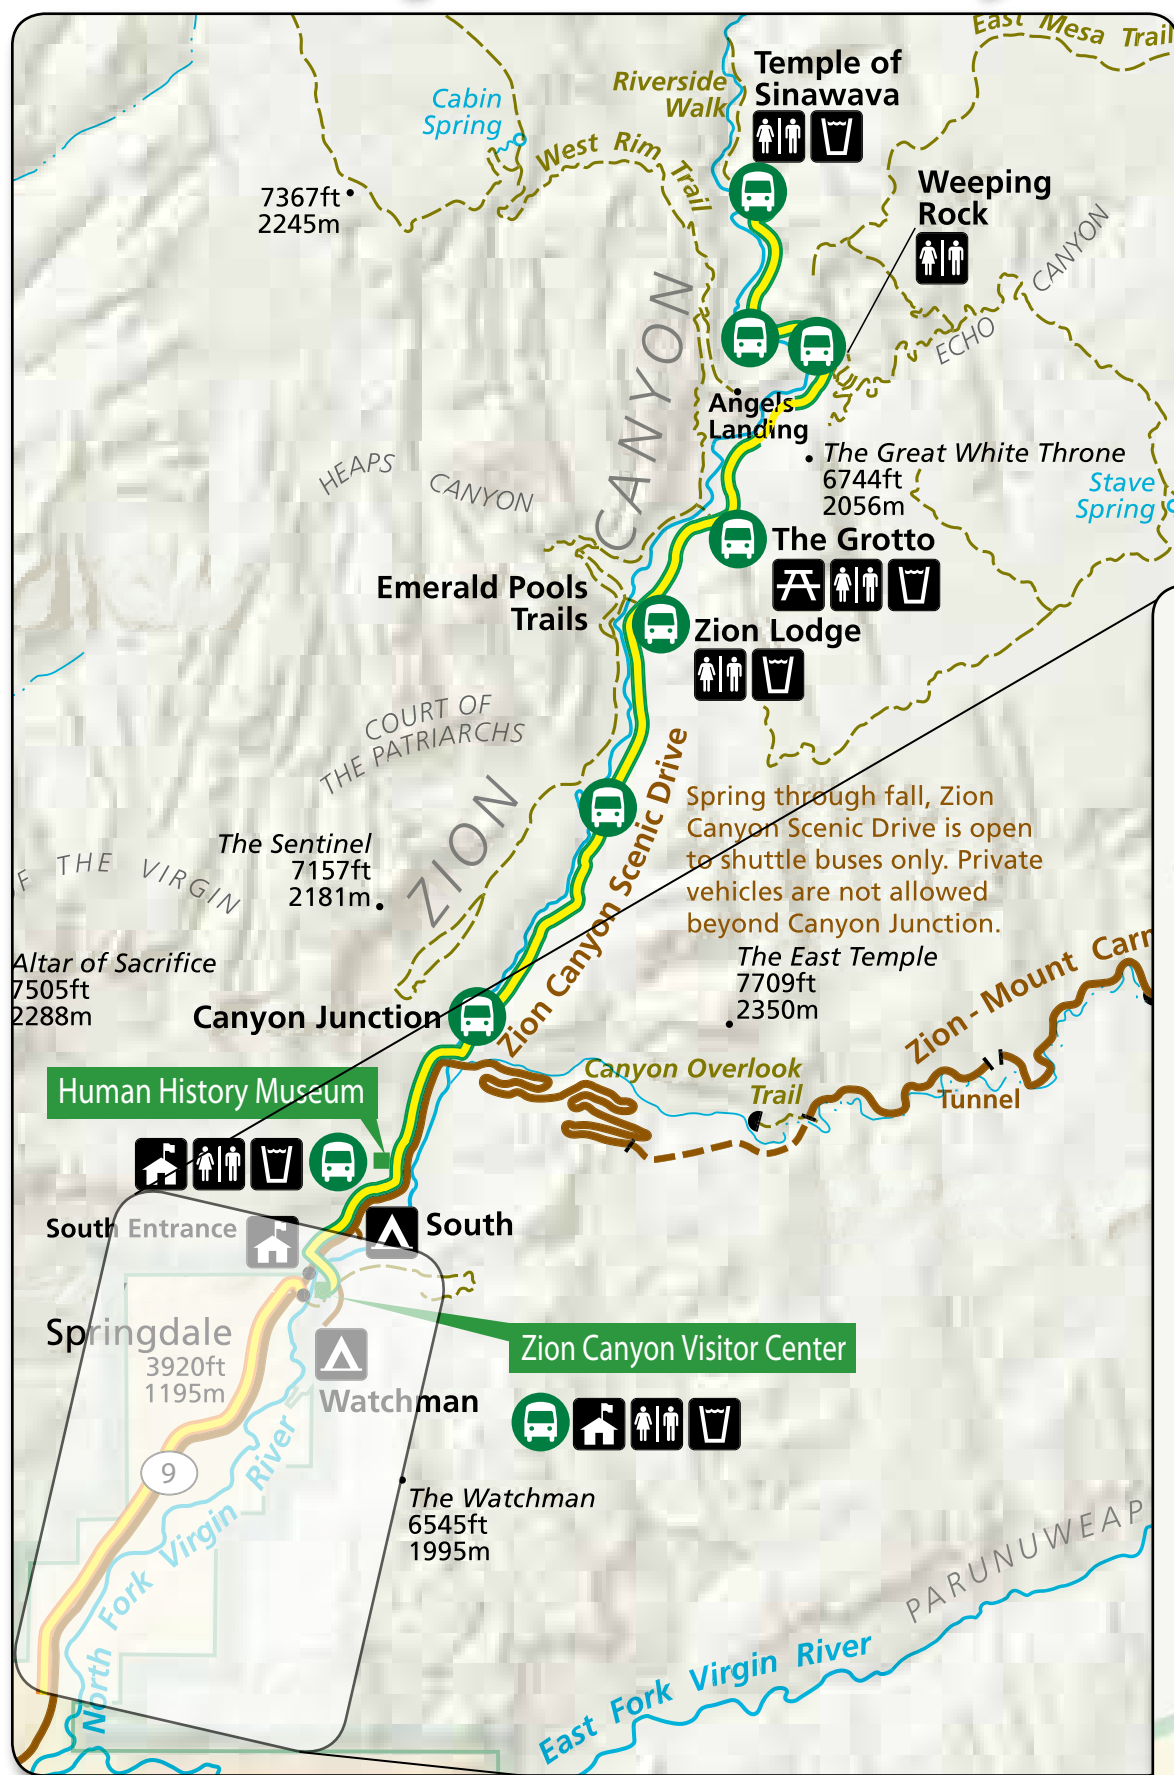 East Mesa Trail
Temple of
Sinawava
Riverside
Walk
Cabin
Spring
West Rim Trail
7367ft
2245m
Weeping
Rock
CANYON
ECHO
Angels
Landing
The Great White Throne
6744ft
2056m
Stave
Spring
HEAPS
CANYON
CANYON
The Grotto
Emerald Pools
Trails
Zion Lodge
COURT OF
THE PATRIARCHS
ZION
Zion Canyon Scenic Drive
Spring through fall, Zion
Canyon Scenic Drive is open
to shuttle buses only. Private
vehicles are not allowed
beyond Canyon Junction.
The Sentinel
7157ft
2181m
F THE VIRGIN
Altar of Sacrifice
7505ft
2288m
The East Temple
7709ft
2350m
Zion - Mount Carm
Canyon Junction
Canyon Overlook
Trail
Tunnel
Human History Museum
South Entrance
South
Springdale
3920ft
1195m
Zion Canyon Visitor Center
Watchman
9
The Watchman
6545ft
1995m
North Fork Virgin River
PARUNUWEAP
East Fork Virgin River